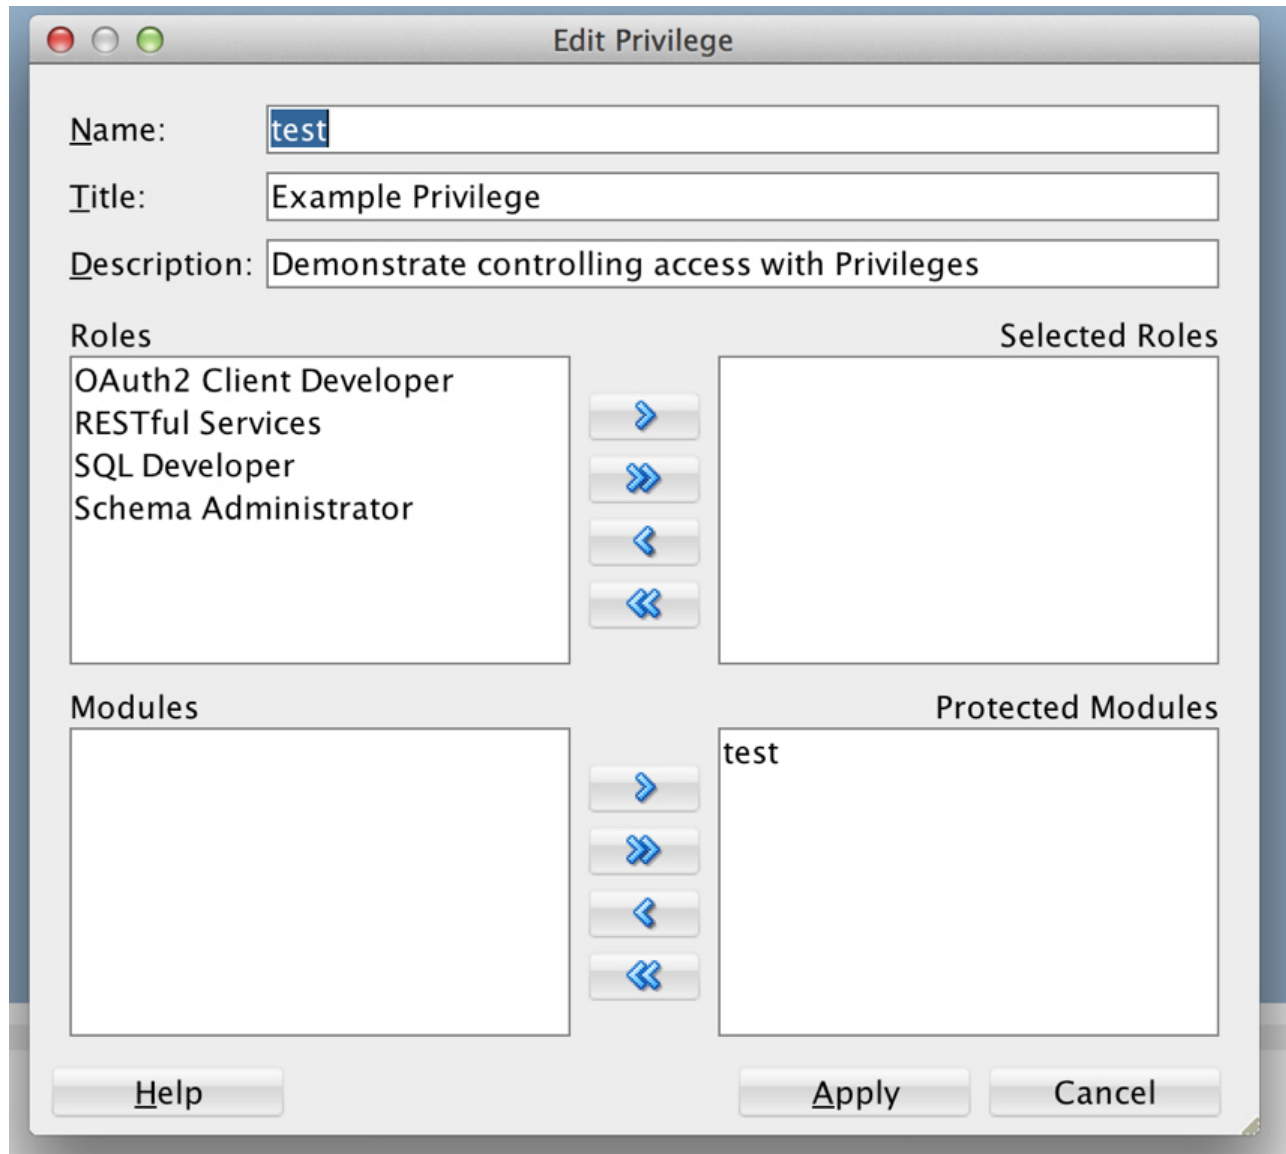 Edit Privilege
Name: test
Title: Example Privilege
Description: Demonstrate controlling access with Privileges
Roles
Selected Roles
OAuth2 Client Developer
RESTful Services
SQL Developer
Schema Administrator
Modules
Protected Modules
test
Help
Apply
Cancel